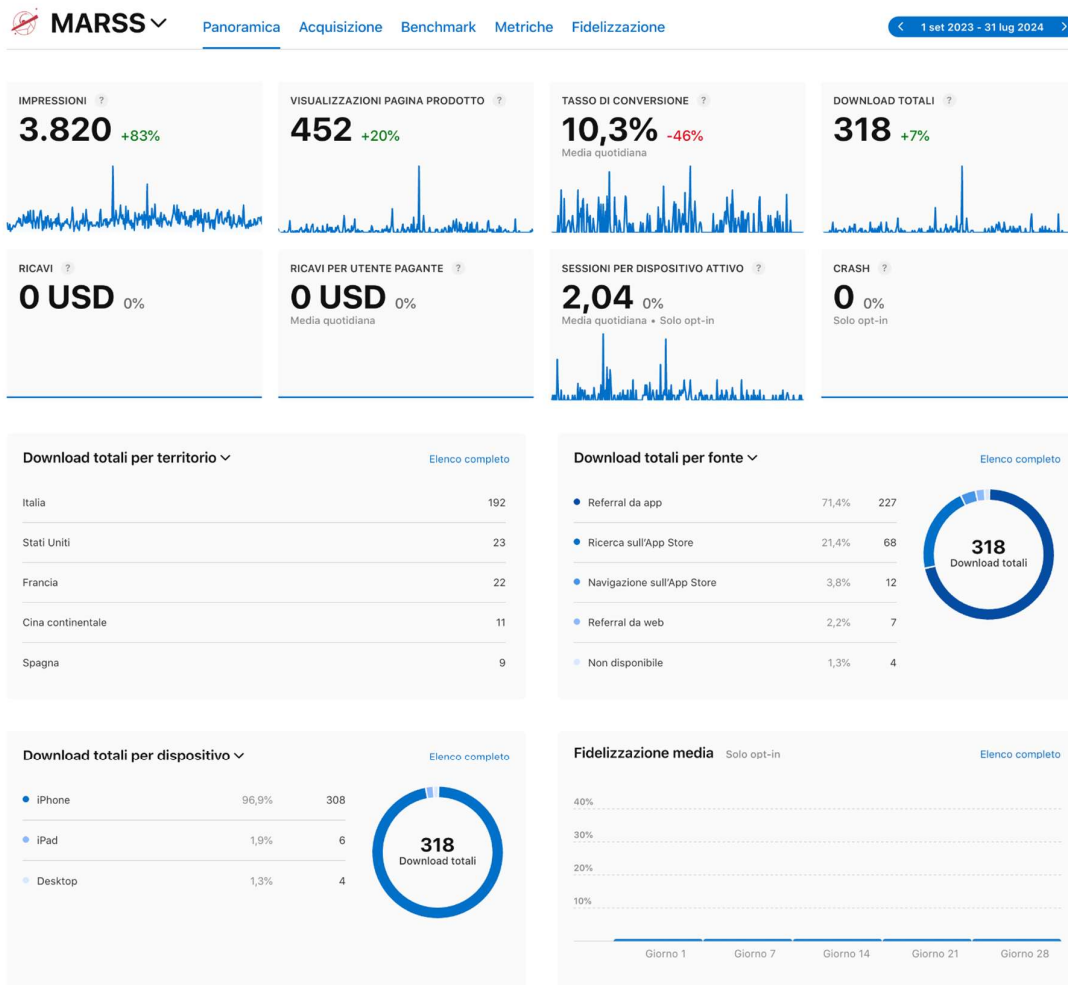 MARSS
Panoramica Acquisizione Benchmark Metriche Fidelizzazione
1 set 2023 - 31 lug 2024
IMPRESSIONI ?
3.820 +83%
VISUALIZZAZIONI PAGINA PRODOTTO ?
452 +20%
TASSO DI CONVERSIONE ?
10,3% -46%
Media quotidiana
DOWNLOAD TOTALI ?
318 +7%
RICAVI ?
0 USD 0%
RICAVI PER UTENTE PAGANTE ?
0 USD 0%
Media quotidiana
SESSIONI PER DISPOSITIVO ATTIVO ?
2,04 0%
Media quotidiana • Solo opt-in
CRASH ?
0 0%
Solo opt-in
Download totali per territorio
Elenco completo
Italia 192
Stati Uniti 23
Francia 22
Cina continentale 11
Spagna 9
Download totali per fonte
Elenco completo
Referral da app 71,4% 227
Ricerca sull'App Store 21,4% 68
Navigazione sull'App Store 3,8% 12
Referral da web 2,2% 7
Non disponibile 1,3% 4
318
Download totali
Download totali per dispositivo
Elenco completo
iPhone 96,9% 308
iPad 1,9% 6
Desktop 1,3% 4
318
Download totali
Fidelizzazione media Solo opt-in
Elenco completo
40%
30%
20%
10%
Giorno 1 Giorno 7 Giorno 14 Giorno 21 Giorno 28